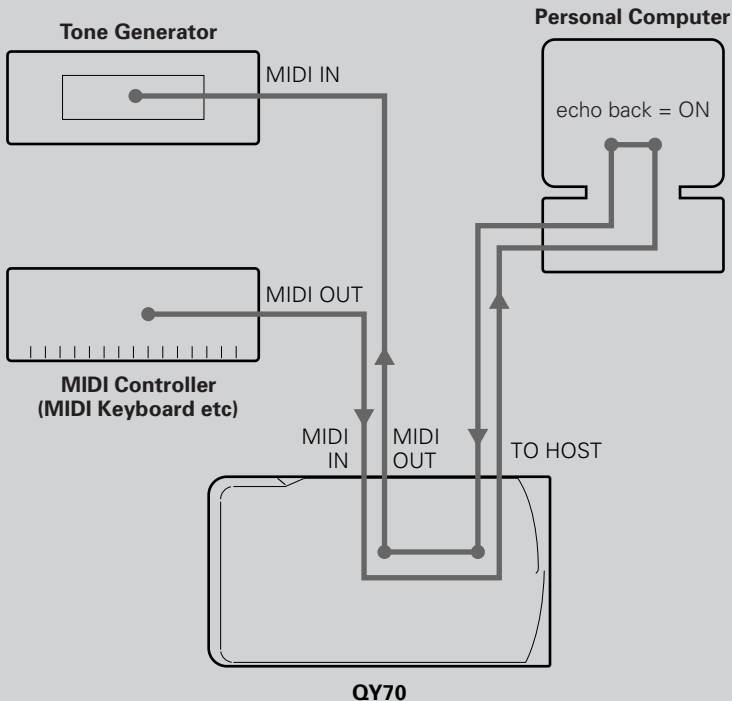 Personal Computer
Tone Generator
MIDI IN
echo back = ON
MIDI OUT
MIDI Controller
(MIDI Keyboard etc)
MIDI
IN
MIDI
OUT
TO HOST
QY70